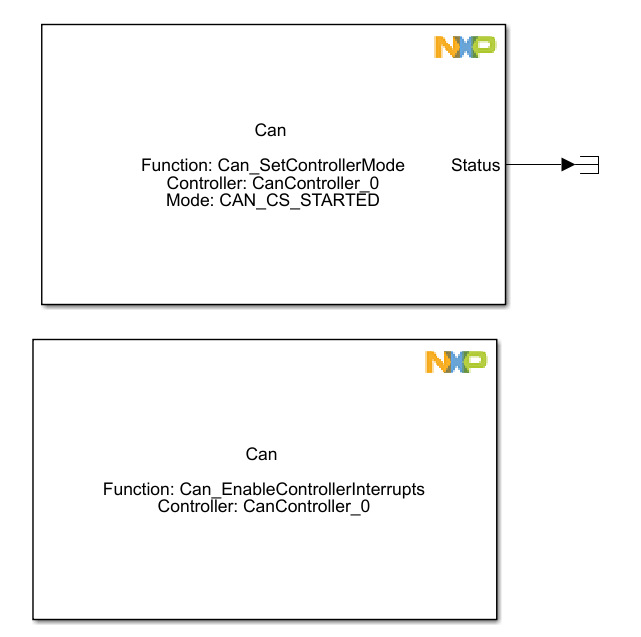 NXP
Can
Function: Can_SetControllerMode
Controller: CanController_0
Mode: CAN_CS_STARTED
Status
NXP
Can
Function: Can_EnableControllerInterrupts
Controller: CanController_0